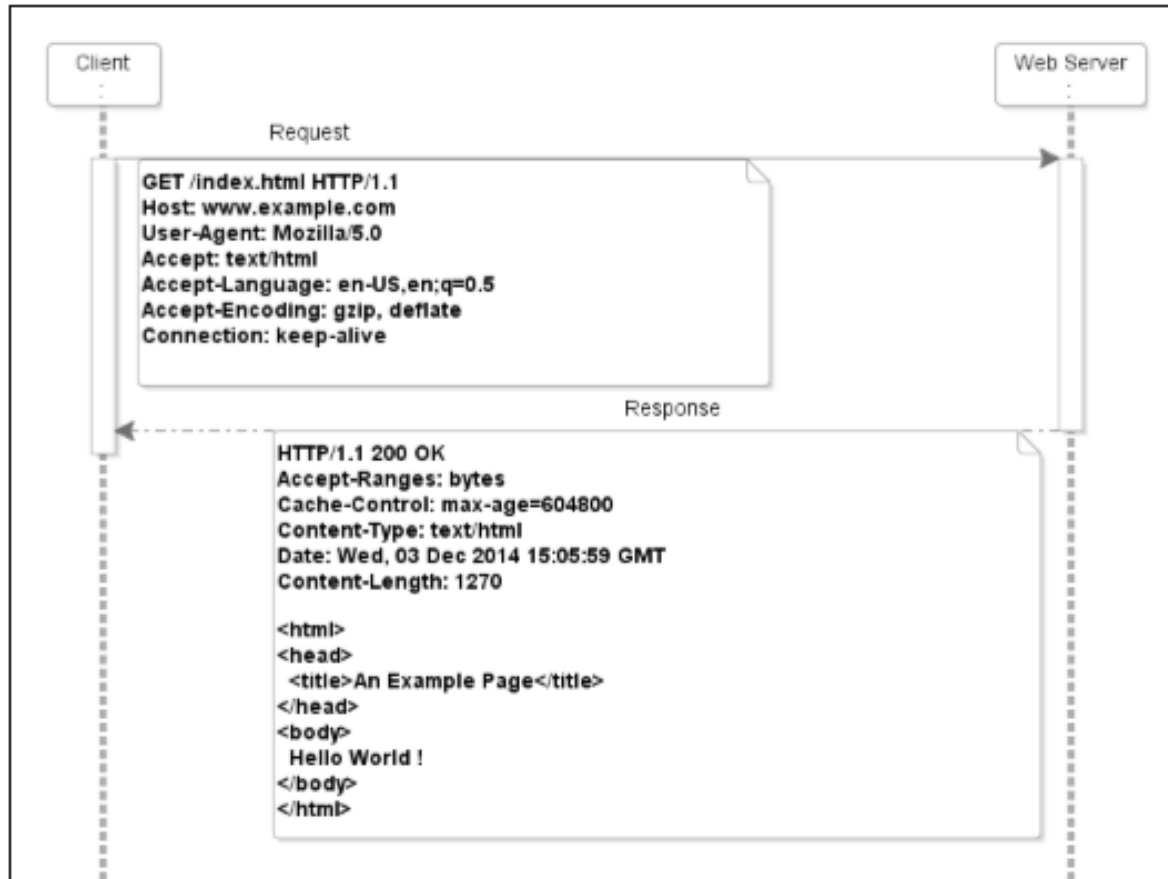 Client
Web Server
Request
GET /index.html HTTP/1.1
Host: www.example.com
User-Agent: Mozilla/5.0
Accept: text/html
Accept-Language: en-US,en;q=0.5
Accept-Encoding: gzip, deflate
Connection: keep-alive
Response
HTTP/1.1 200 OK
Accept-Ranges: bytes
Cache-Control: max-age=604800
Content-Type: text/html
Date: Wed, 03 Dec 2014 15:05:59 GMT
Content-Length: 1270
<html>
<head>
<title>An Example Page</title>
</head>
<body>
Hello World !
</body>
</html>